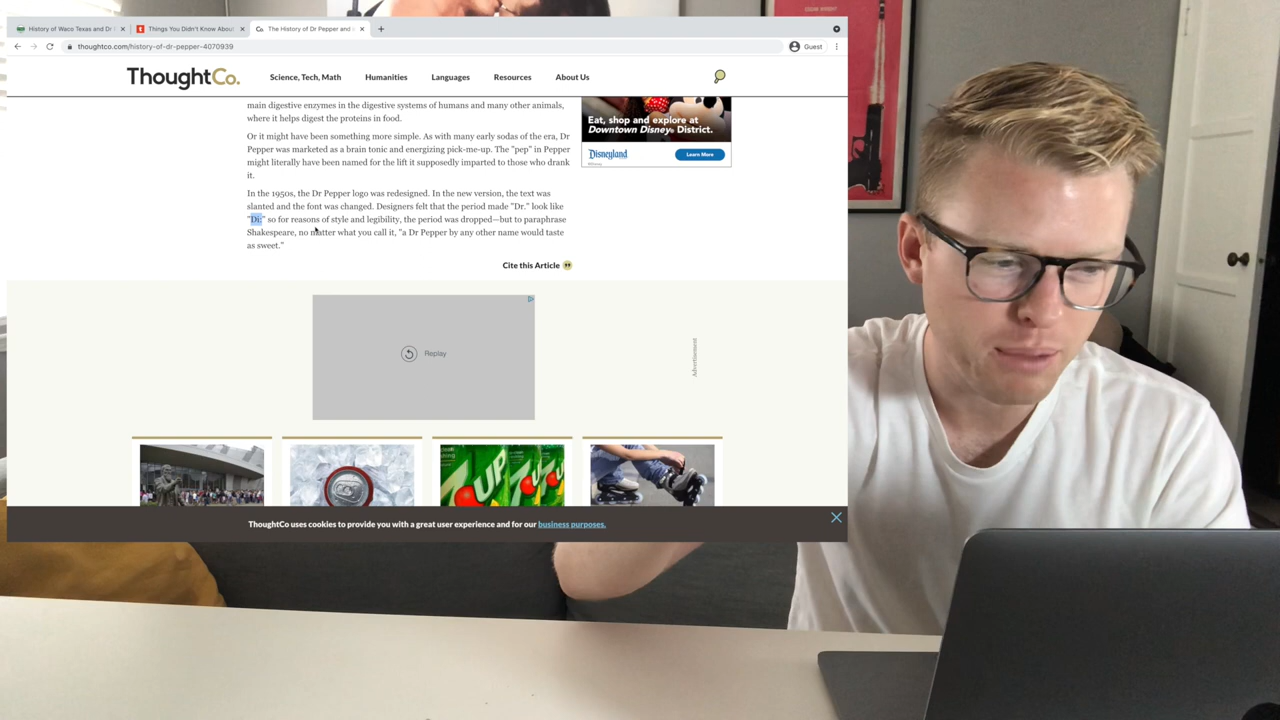 History of Waco Texas and Dr
Things You Didn't Know About
The History of Dr Pepper and
thoughtco.com/history-of-dr-pepper-4070939
Guest
ThoughtCo.
Science, Tech, Math
Humanities
Languages
Resources
About Us
main digestive enzymes in the digestive systems of humans and many other animals,
where it helps digest the proteins in food.
Or it might have been something more simple. As with many early sodas of the era, Dr
Pepper was marketed as a brain tonic and energizing pick-me-up. The "pep" in Pepper
might literally have been named for the lift it supposedly imparted to those who drank
it.
In the 1950s, the Dr Pepper logo was redesigned. In the new version, the text was
slanted and the font was changed. Designers felt that the period made "Dr." look like
"Di:" so for reasons of style and legibility, the period was dropped—but to paraphrase
Shakespeare, no matter what you call it, "a Dr Pepper by any other name would taste
as sweet."
Cite this Article
Eat, shop and explore at
Downtown Disney® District.
Disneyland
Learn More
Replay
Advertisement
7UP
7UP
ThoughtCo uses cookies to provide you with a great user experience and for our business purposes.